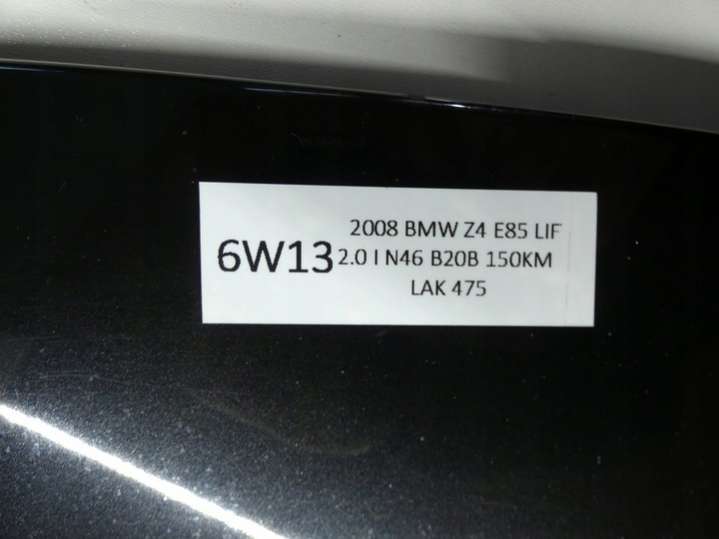 6W13
2008 BMW Z4 E85 LIF
2.0 I N46 B20B 150KM
LAK 475